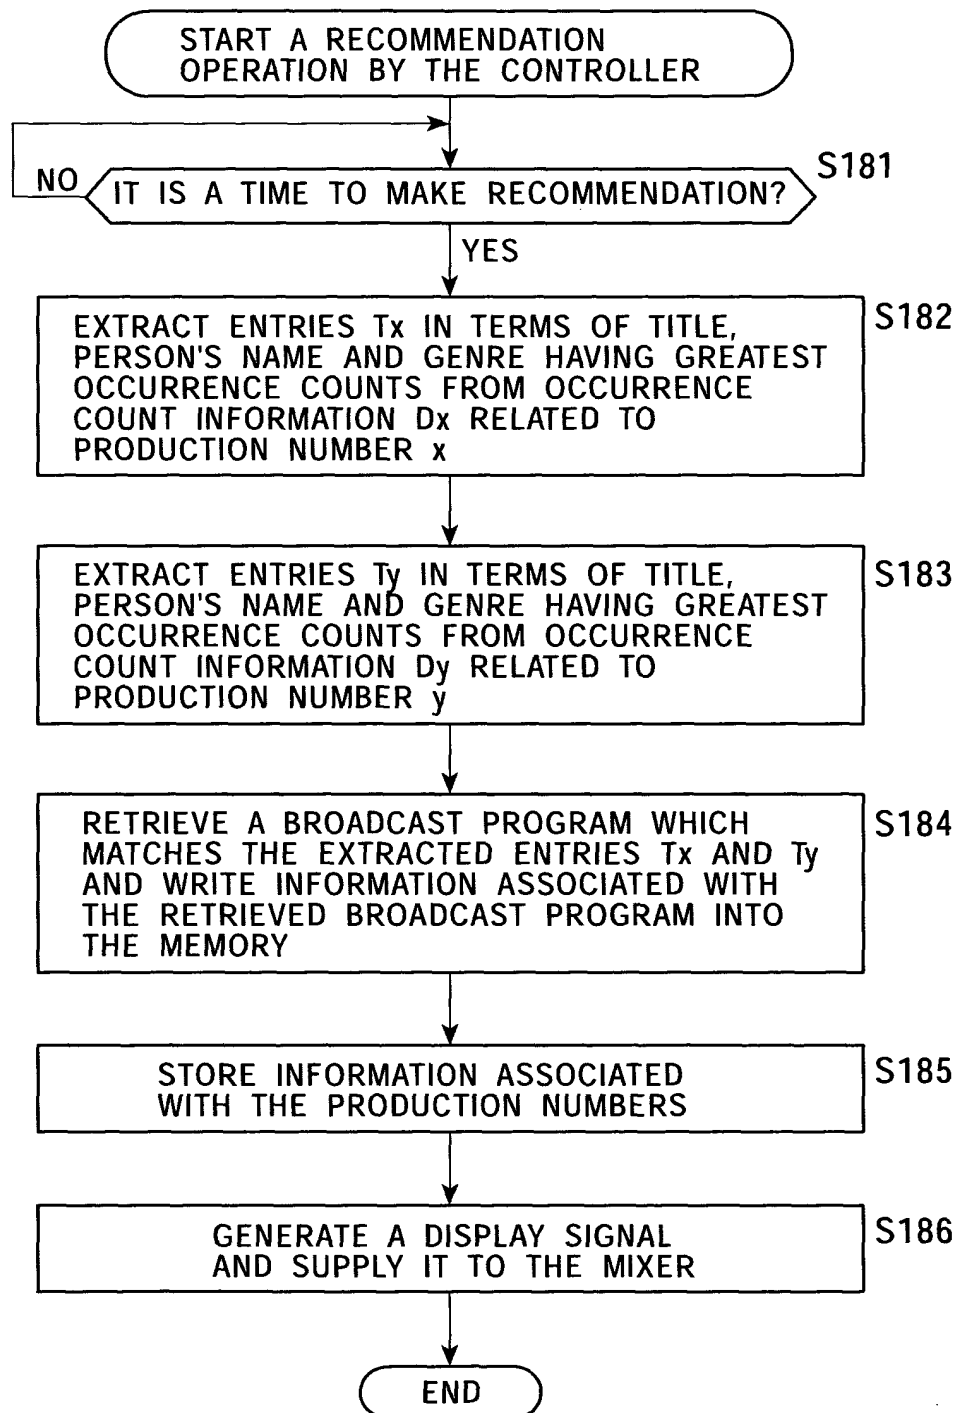 START A RECOMMENDATION
OPERATION BY THE CONTROLLER
NO
IT IS A TIME TO MAKE RECOMMENDATION?
S181
YES
EXTRACT ENTRIES Tx IN TERMS OF TITLE,
PERSON'S NAME AND GENRE HAVING GREATEST
OCCURRENCE COUNTS FROM OCCURRENCE
COUNT INFORMATION Dx RELATED TO
PRODUCTION NUMBER x
S182
EXTRACT ENTRIES Ty IN TERMS OF TITLE,
PERSON'S NAME AND GENRE HAVING GREATEST
OCCURRENCE COUNTS FROM OCCURRENCE
COUNT INFORMATION Dy RELATED TO
PRODUCTION NUMBER y
S183
RETRIEVE A BROADCAST PROGRAM WHICH
MATCHES THE EXTRACTED ENTRIES Tx AND Ty
AND WRITE INFORMATION ASSOCIATED WITH
THE RETRIEVED BROADCAST PROGRAM INTO
THE MEMORY
S184
STORE INFORMATION ASSOCIATED
WITH THE PRODUCTION NUMBERS
S185
GENERATE A DISPLAY SIGNAL
AND SUPPLY IT TO THE MIXER
S186
END